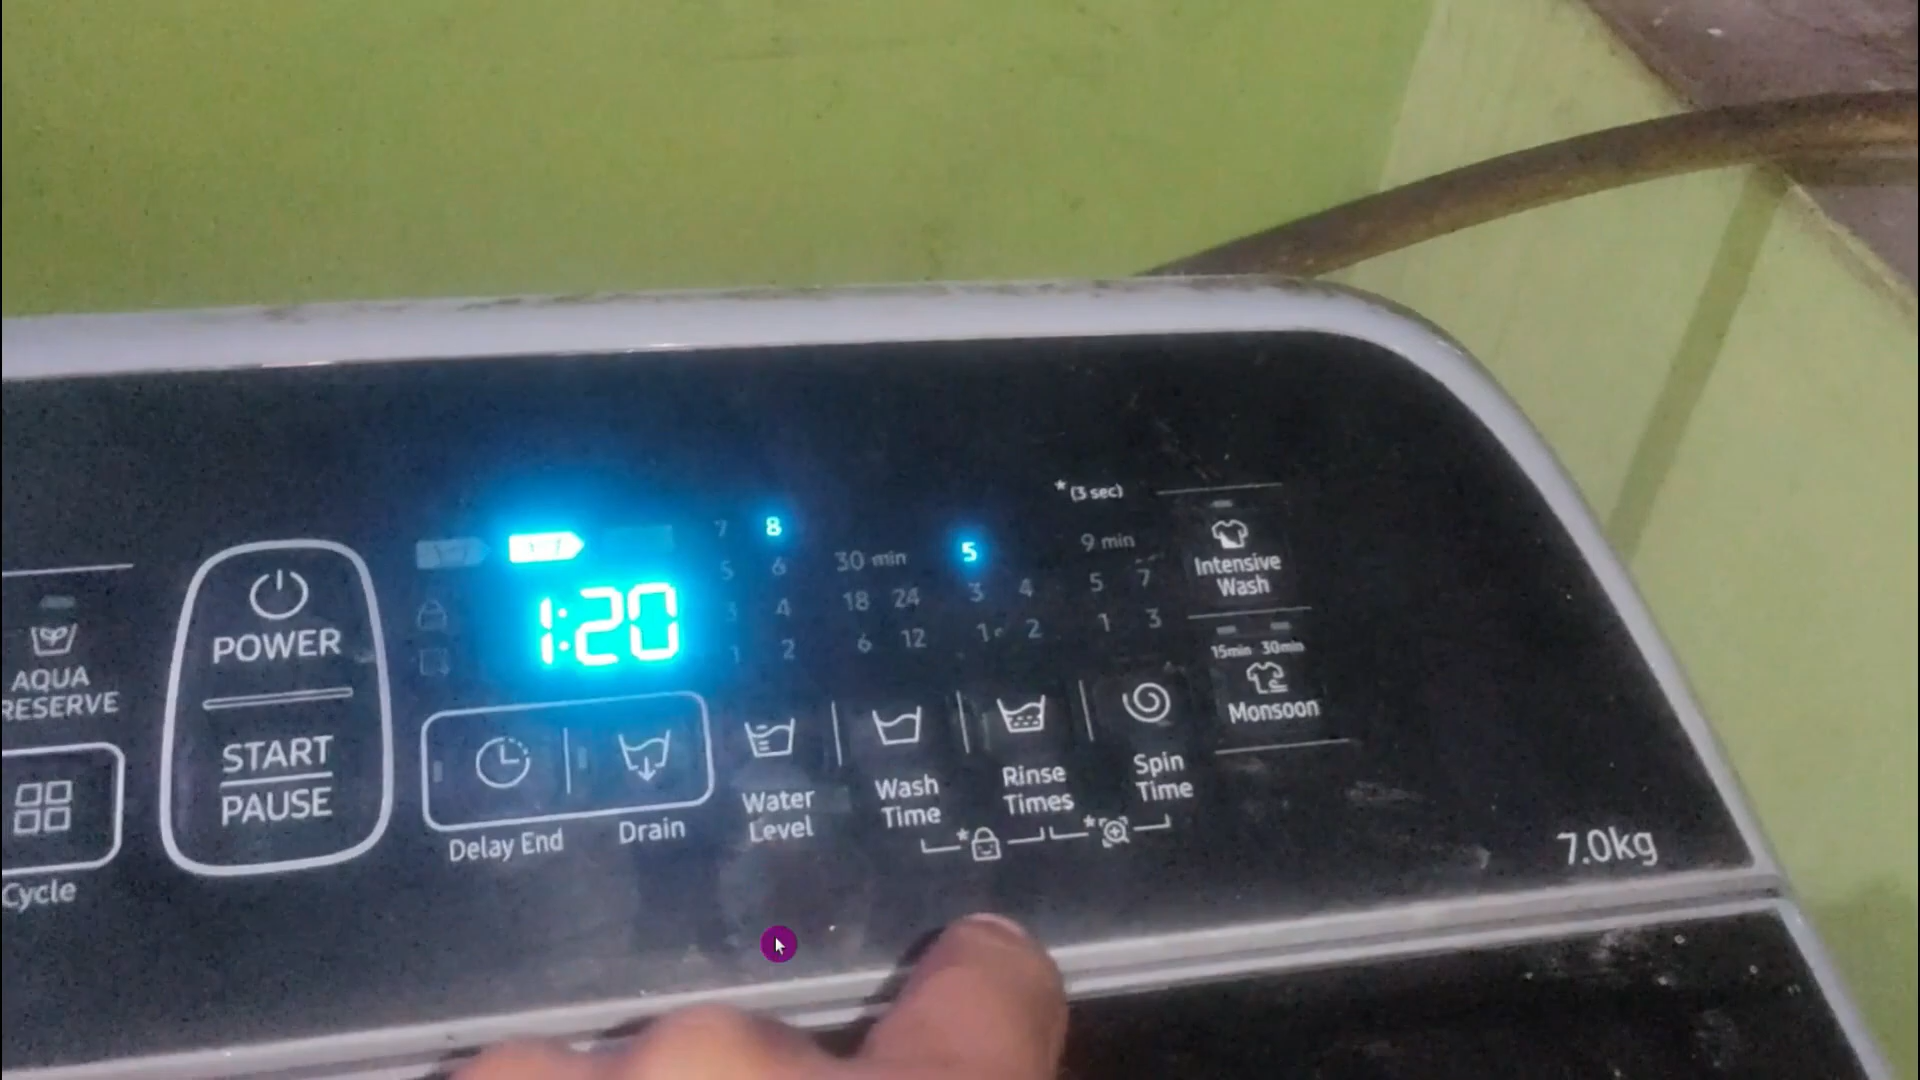 AQUA
RESERVE
Cycle
POWER
START
PAUSE
1:20
Delay End
Drain
7 8
5 6
3 4
1 2
Water
Level
30 min
18 24
6 12
Wash
Time
5
3 4
1 2
Rinse
Times
* (3 sec)
9 min
5 7
1 3
Spin
Time
*
*
Intensive
Wash
15min 30min
Monsoon
7.0kg